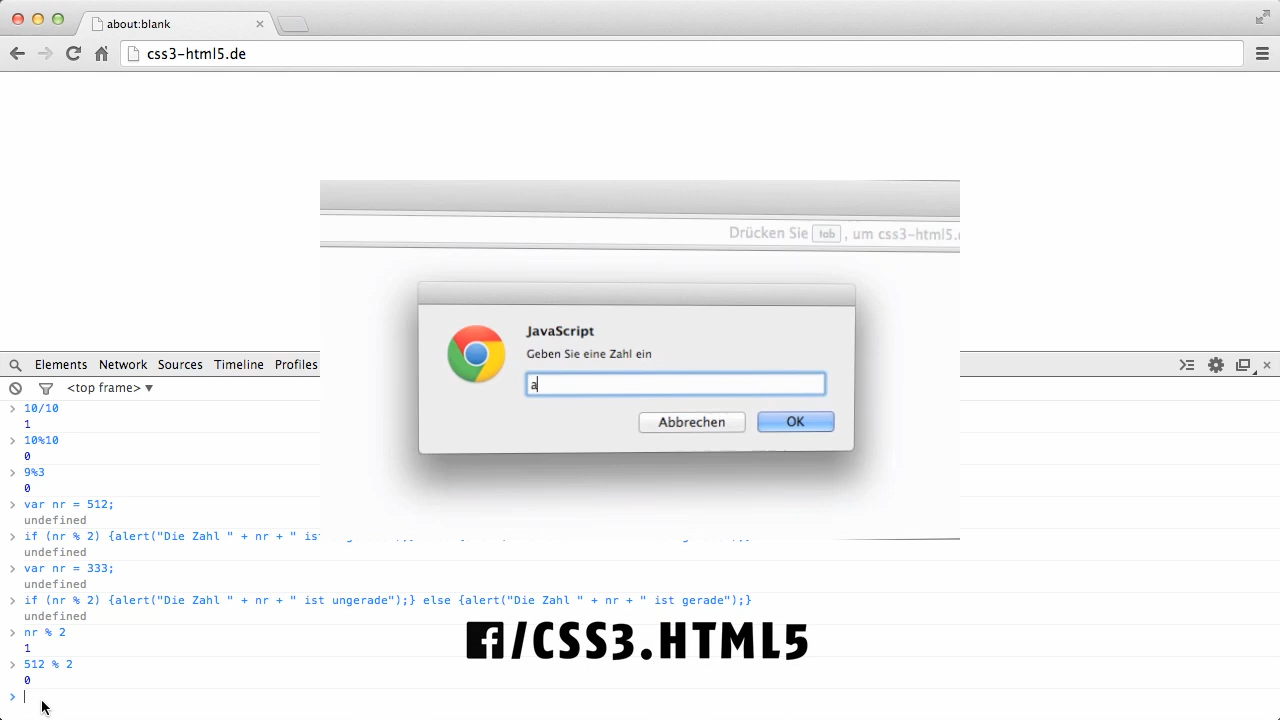 about:blank
css3-html5.de
Drücken Sie tab , um css3-html5.
JavaScript
Geben Sie eine Zahl ein
a
Abbrechen OK
Elements Network Sources Timeline Profiles
<top frame>
10/10
1
10%10
0
9%3
0
var nr = 512;
undefined
if (nr % 2) {alert("Die Zahl " + nr + " is
undefined
var nr = 333;
undefined
if (nr % 2) {alert("Die Zahl " + nr + " ist ungerade");} else {alert("Die Zahl " + nr + " ist gerade");}
undefined
nr % 2
1
512 % 2
0
/CSS3.HTML5